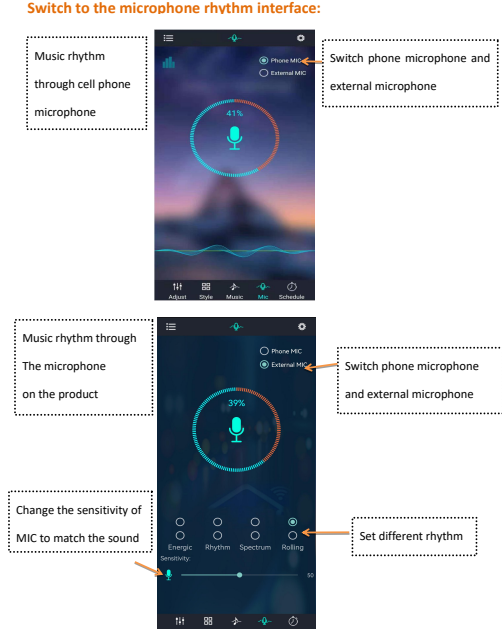 Switch to the microphone rhythm interface:
Music rhythm
through cell phone
microphone
Phone MIC
External MIC
Switch phone microphone and
external microphone
41%
Adjust Style Music Mic Schedule
Music rhythm through
The microphone
on the product
Phone MIC
External MIC
Switch phone microphone
and external microphone
39%
Change the sensitivity of
MIC to match the sound
Energic Rhythm Spectrum Rolling
Set different rhythm
Sensitivity:
50